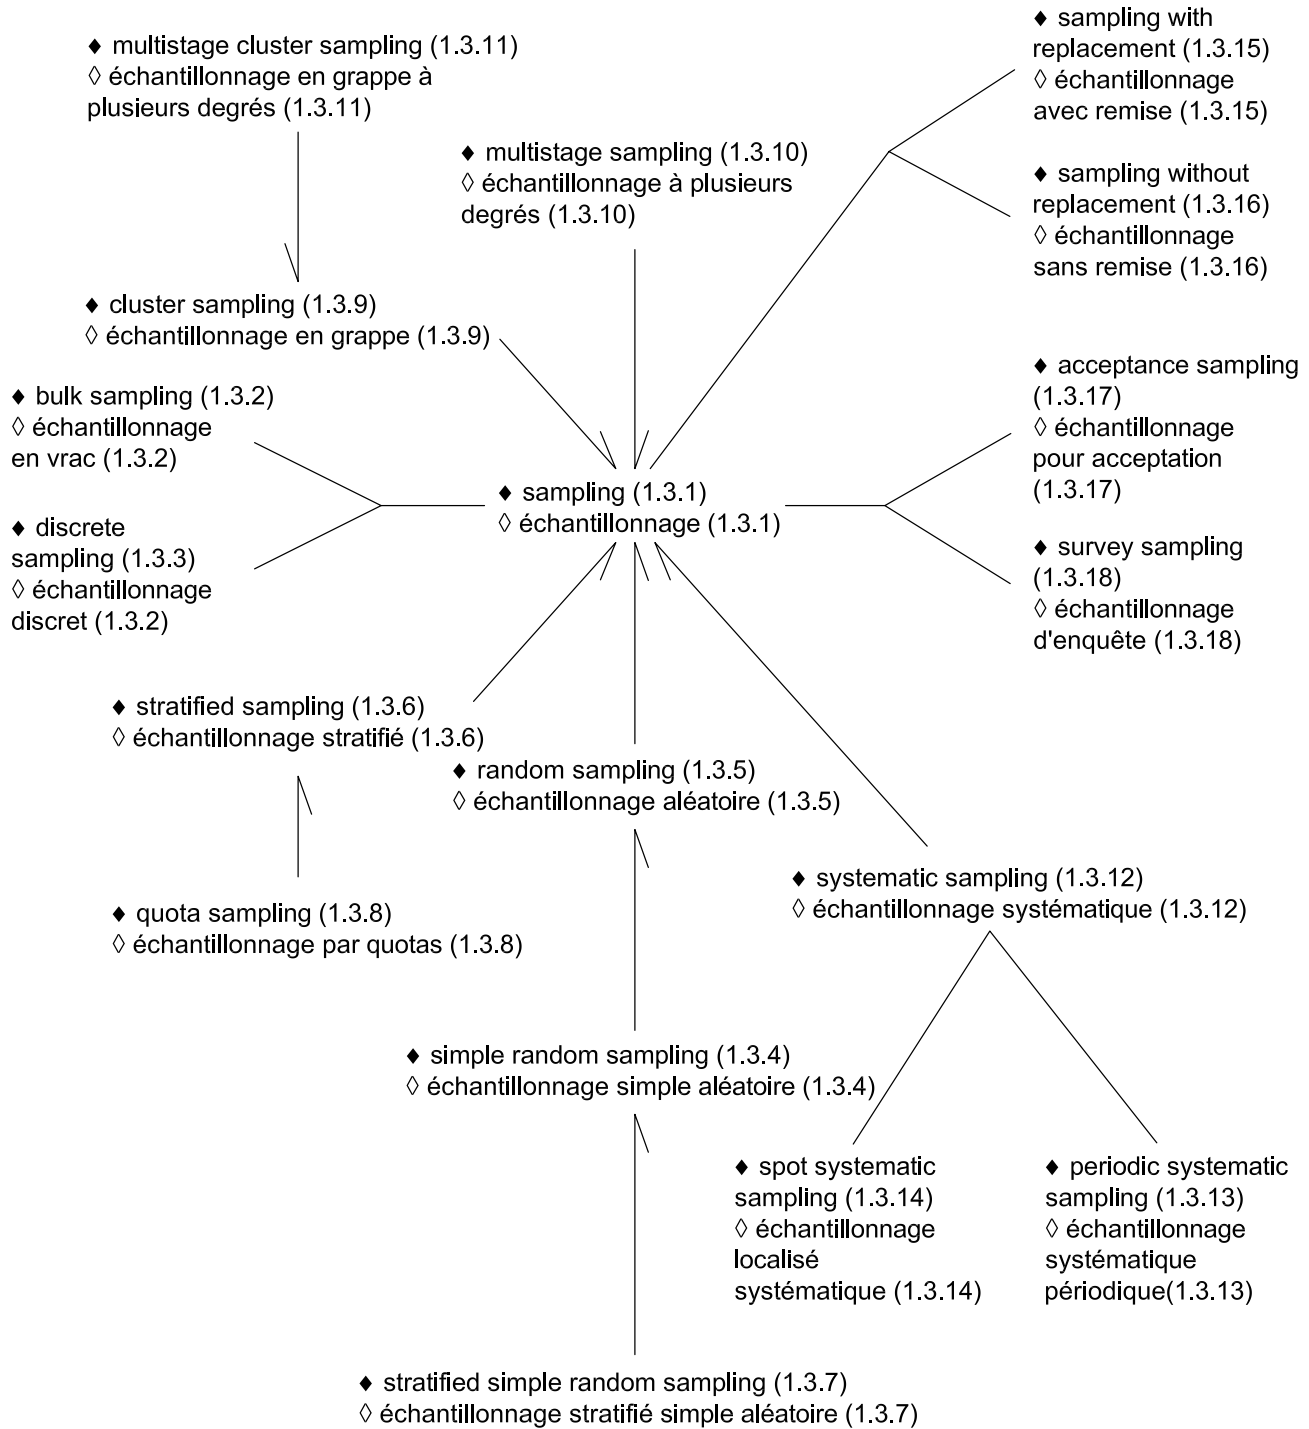 ♦ multistage cluster sampling (1.3.11)
◊ échantillonnage en grappe à
plusieurs degrés (1.3.11)
♦ sampling with
replacement (1.3.15)
◊ échantillonnage
avec remise (1.3.15)
♦ multistage sampling (1.3.10)
◊ échantillonnage à plusieurs
degrés (1.3.10)
♦ sampling without
replacement (1.3.16)
◊ échantillonnage
sans remise (1.3.16)
♦ cluster sampling (1.3.9)
◊ échantillonnage en grappe (1.3.9)
♦ bulk sampling (1.3.2)
◊ échantillonnage
en vrac (1.3.2)
♦ acceptance sampling
(1.3.17)
◊ échantillonnage
pour acceptation
(1.3.17)
♦ sampling (1.3.1)
◊ échantillonnage (1.3.1)
♦ discrete
sampling (1.3.3)
◊ échantillonnage
discret (1.3.2)
♦ survey sampling
(1.3.18)
◊ échantillonnage
d'enquête (1.3.18)
♦ stratified sampling (1.3.6)
◊ échantillonnage stratifié (1.3.6)
♦ random sampling (1.3.5)
◊ échantillonnage aléatoire (1.3.5)
♦ systematic sampling (1.3.12)
◊ échantillonnage systématique (1.3.12)
♦ quota sampling (1.3.8)
◊ échantillonnage par quotas (1.3.8)
♦ simple random sampling (1.3.4)
◊ échantillonnage simple aléatoire (1.3.4)
♦ spot systematic
sampling (1.3.14)
◊ échantillonnage
localisé
systématique (1.3.14)
♦ periodic systematic
sampling (1.3.13)
◊ échantillonnage
systématique
périodique(1.3.13)
♦ stratified simple random sampling (1.3.7)
◊ échantillonnage stratifié simple aléatoire (1.3.7)